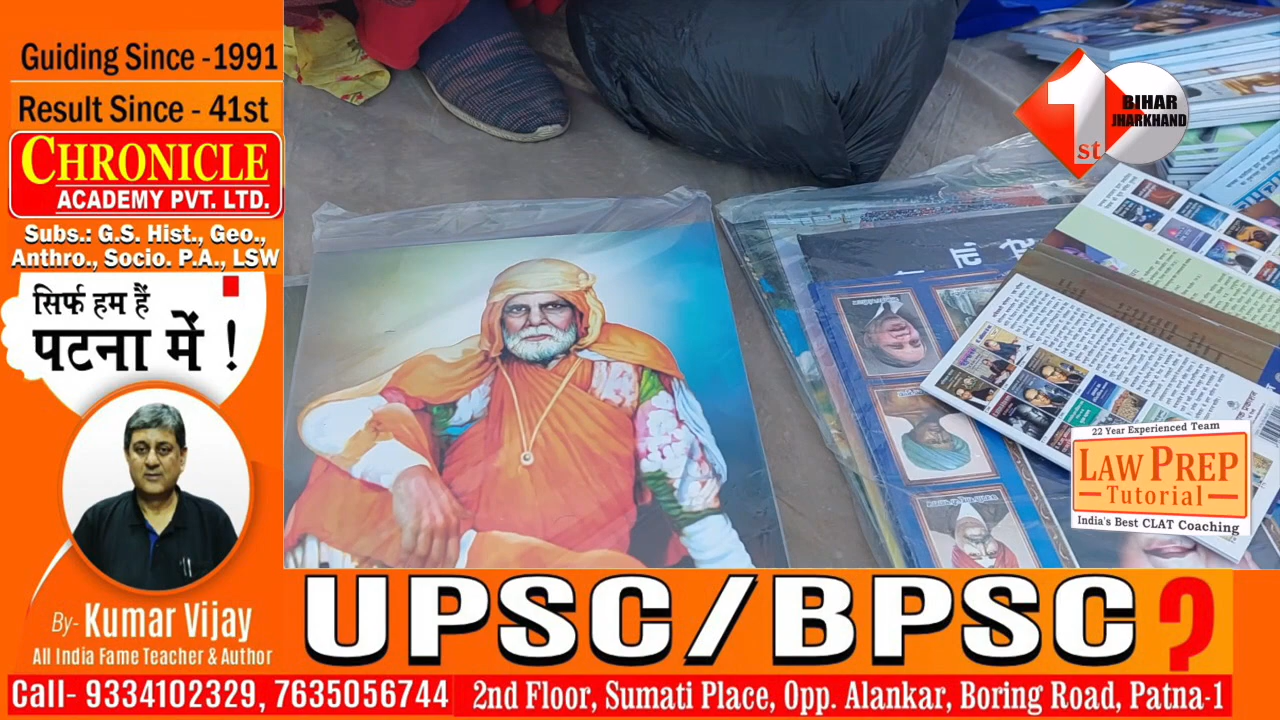 Guiding Since -1991
Result Since - 41st
CHRONICLE
ACADEMY PVT. LTD.
Subs.: G.S. Hist., Geo.,
Anthro., Socio. P.A., LSW
सिर्फ हम हैं
पटना में !
By- Kumar Vijay
All India Fame Teacher & Author
1st
BIHAR
JHARKHAND
22 Year Experienced Team
LAW PREP
Tutorial
India's Best CLAT Coaching
UPSC/BPSC?
Call- 9334102329, 7635056744
2nd Floor, Sumati Place, Opp. Alankar, Boring Road, Patna-1